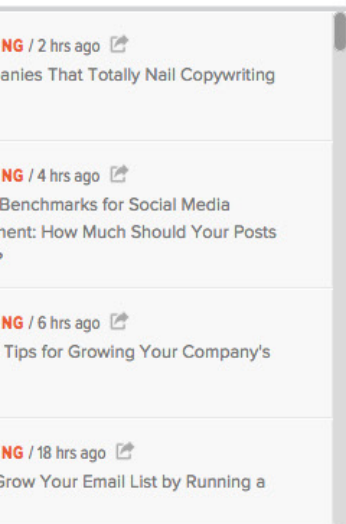 NG / 2 hrs ago
anies That Totally Nail Copywriting
NG / 4 hrs ago
Benchmarks for Social Media
ment: How Much Should Your Posts
?
NG / 6 hrs ago
Tips for Growing Your Company's
NG / 18 hrs ago
Grow Your Email List by Running a